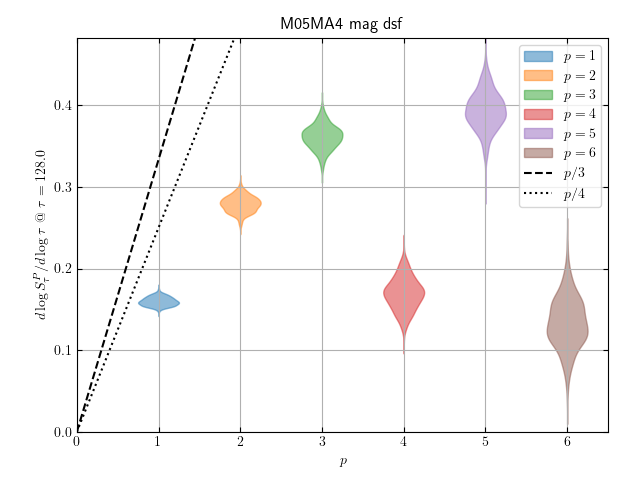 M05MA4 mag dsf
d log S_τ^P / d log τ @ τ = 128.0
0.4
0.3
0.2
0.1
0.0
0 1 2 3 4 5 6
p
p = 1
p = 2
p = 3
p = 4
p = 5
p = 6
p/3
p/4